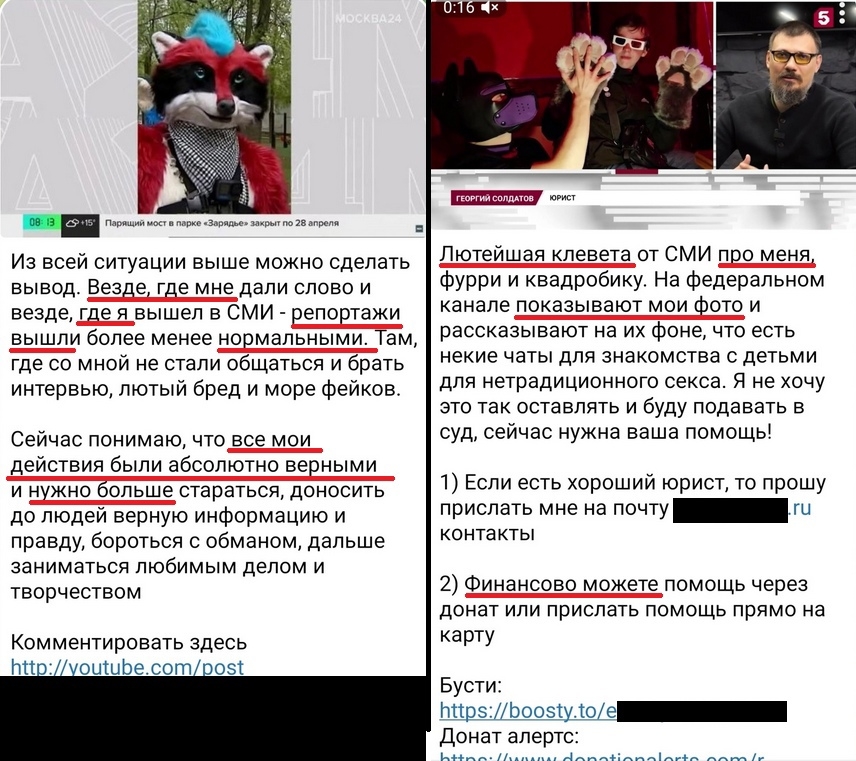 МОСКВА24
08:13 +15° Парящий мост в парке «Зарядье» закрыт по 28 апреля
Из всей ситуации выше можно сделать
вывод. Везде, где мне дали слово и
везде, где я вышел в СМИ - репортажи
вышли более менее нормальными. Там,
где со мной не стали общаться и брать
интервью, лютый бред и море фейков.
Сейчас понимаю, что все мои
действия были абсолютно верными
и нужно больше стараться, доносить
до людей верную информацию и
правду, бороться с обманом, дальше
заниматься любимым делом и
творчеством
Комментировать здесь
http://youtube.com/post
0:16
5
ГЕОРГИЙ СОЛДАТОВ ЮРИСТ
Лютейшая клевета от СМИ про меня,
фурри и квадробику. На федеральном
канале показывают мои фото и
рассказывают на их фоне, что есть
некие чаты для знакомства с детьми
для нетрадиционного секса. Я не хочу
это так оставлять и буду подавать в
суд, сейчас нужна ваша помощь!
1) Если есть хороший юрист, то прошу
прислать мне на почту .ru
контакты
2) Финансово можете помощь через
донат или прислать помощь прямо на
карту
Бусти:
https://boosty.to/e
Донат алертс:
https://www.donationalerts.com/r